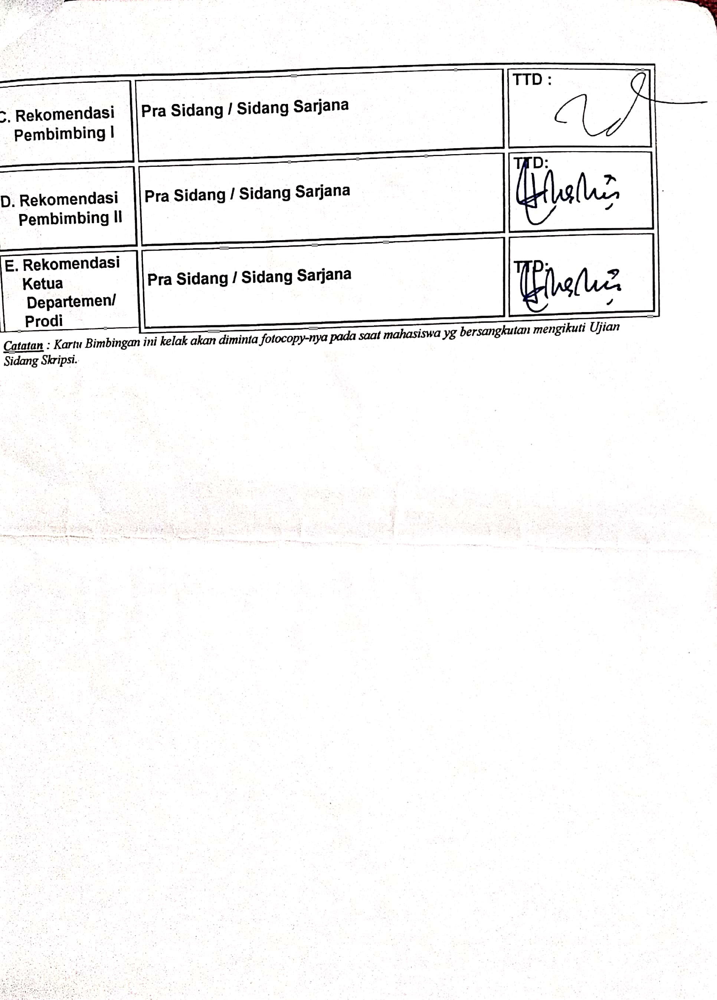 C. Rekomendasi
Pembimbing I
Pra Sidang / Sidang Sarjana
TTD :
D. Rekomendasi
Pembimbing II
Pra Sidang / Sidang Sarjana
TTD:
E. Rekomendasi
Ketua
Departemen/
Prodi
Pra Sidang / Sidang Sarjana
TTD:
Catatan : Kartu Bimbingan ini kelak akan diminta fotocopy-nya pada saat mahasiswa yg bersangkutan mengikuti Ujian
Sidang Skripsi.